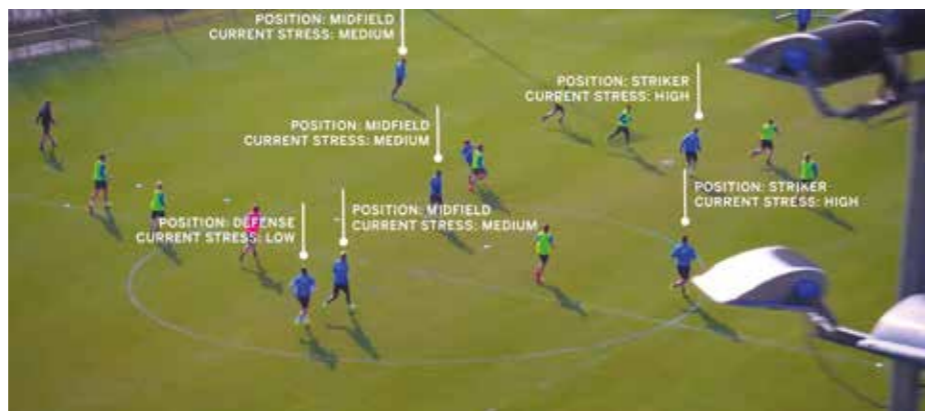 POSITION: MIDFIELD
CURRENT STRESS: MEDIUM
POSITION: STRIKER
CURRENT STRESS: HIGH
POSITION: MIDFIELD
CURRENT STRESS: MEDIUM
POSITION: STRIKER
CURRENT STRESS: HIGH
POSITION: MIDFIELD
CURRENT STRESS: MEDIUM
POSITION: DEFENSE
CURRENT STRESS: LOW